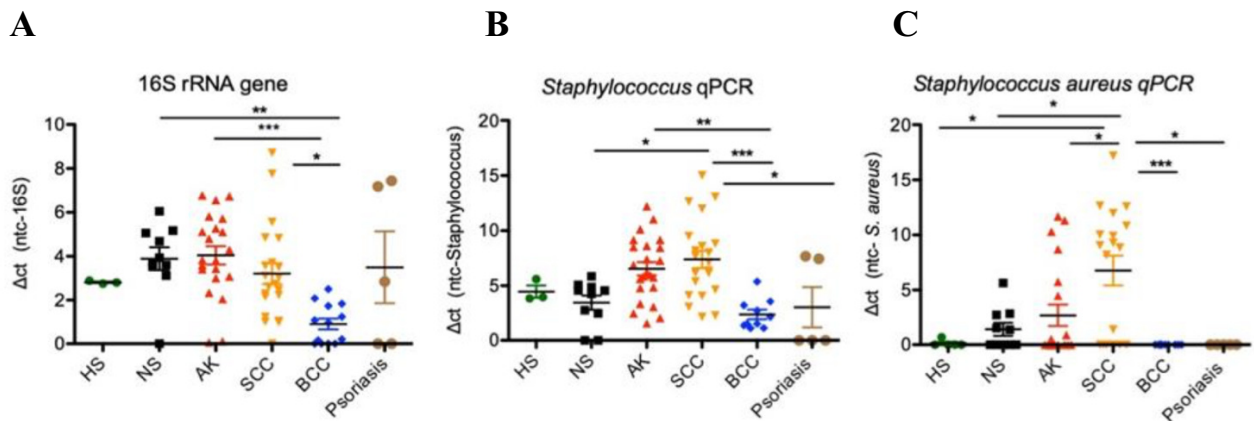 A
B
C
16S rRNA gene
Δct (ntc-16S)
10
8
6
4
2
0
**
***
*
HS
NS
AK
SCC
BCC
Psoriasis
Staphylococcus qPCR
Δct (ntc-Staphylococcus)
20
15
10
5
0
**
*
***
*
HS
NS
AK
SCC
BCC
Psoriasis
Staphylococcus aureus qPCR
Δct (ntc- S. aureus)
20
15
10
5
0
*
*
*
*
***
HS
NS
AK
SCC
BCC
Psoriasis